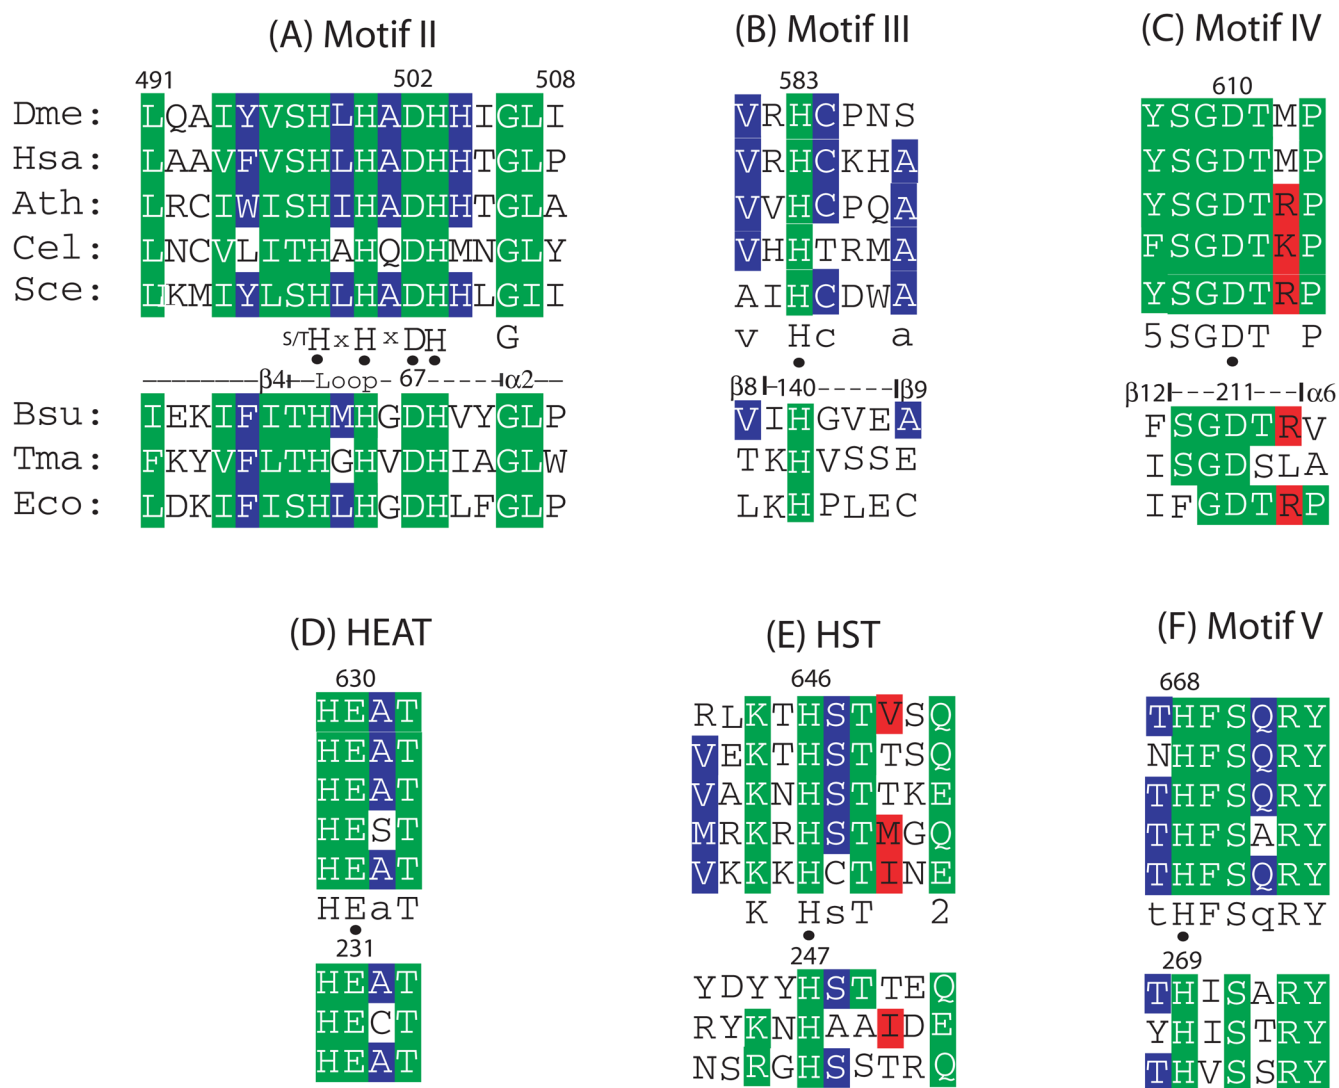 (A) Motif II
491 502 508
Dme: LQAIYVSHLHADHHIGLI
Hsa: LAAVFVSHLHADHHTGLP
Ath: LRCIWISHIHADHHTGLA
Cel: LNCVLITHAHQDHMNGLY
Sce: LKMIYLSHLHADHHLGII
S/THxHxDH G
β4 Loop 67 α2
Bsu: IEKIFITHMHGDHVYGLP
Tma: FKYVFLTHGHVDHIAGLW
Eco: LDKIFISHLHGDHLFGLP
(B) Motif III
583
VRHCPNS
VRHCKHA
VVHCPQA
VHHTRMA
AIHCDWA
v Hc a
β8 140 β9
VIHGVEA
TKHVSSE
LKHPLEC
(C) Motif IV
610
YSGDTMP
YSGDTMP
YSGDTRP
FSGDTKP
YSGDTRP
5SGDT P
β12 211 α6
FSGDTRV
ISGDSLA
IFGDTRP
(D) HEAT
630
HEAT
HEAT
HEAT
HEST
HEAT
HEaT
231
HEAT
HECT
HEAT
(E) HST
646
RLKTHSTVSQ
VEKTHSTTSQ
VAKNHSTTKE
MRKRHSTMGQ
VKKKHCTINE
K HsT 2
247
YDYYHSTTEQ
RYKNHAAIDE
NSRGHSSTRQ
(F) Motif V
668
THFSQRY
NHFSQRY
THFSQRY
THFSARY
THFSQRY
tHFSqRY
269
THISARY
YHISTRY
THVSSRY